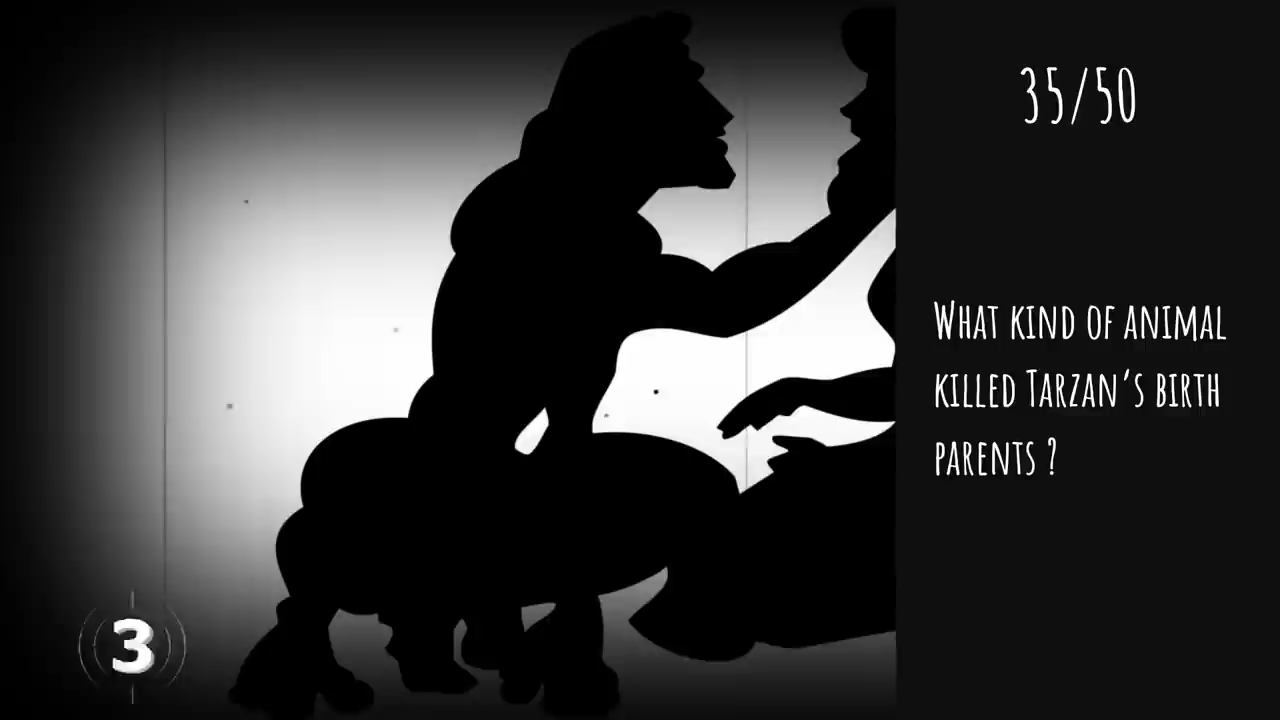 35/50
What kind of animal
killed Tarzan's birth
parents ?
3